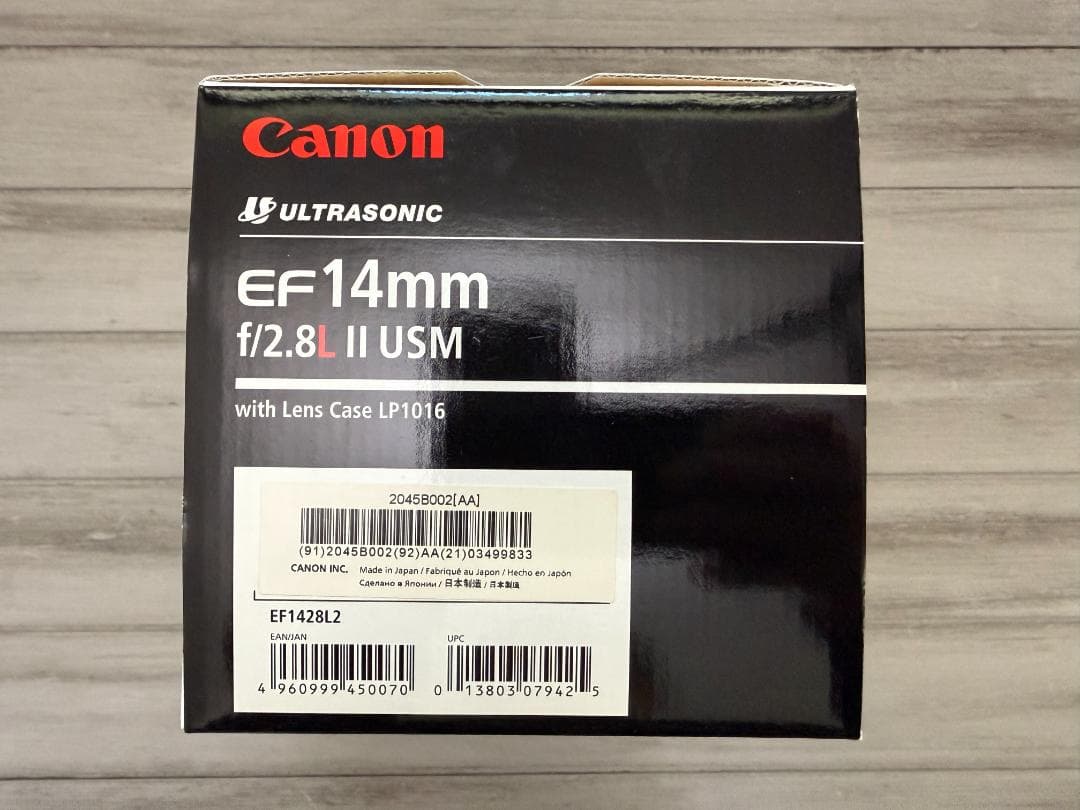 Canon
ULTRASONIC
EF14mm
f/2.8L II USM
with Lens Case LP1016
2045B002[AA]
(91)2045B002(92)AA(21)03499833
CANON INC. Made in Japan / Fabriqué au Japon / Hecho en Japón
Сделано в Японии / 日本制造 / 日本製造
EF1428L2
EAN/JAN UPC
4 960999 450070 0 13803 07942 5